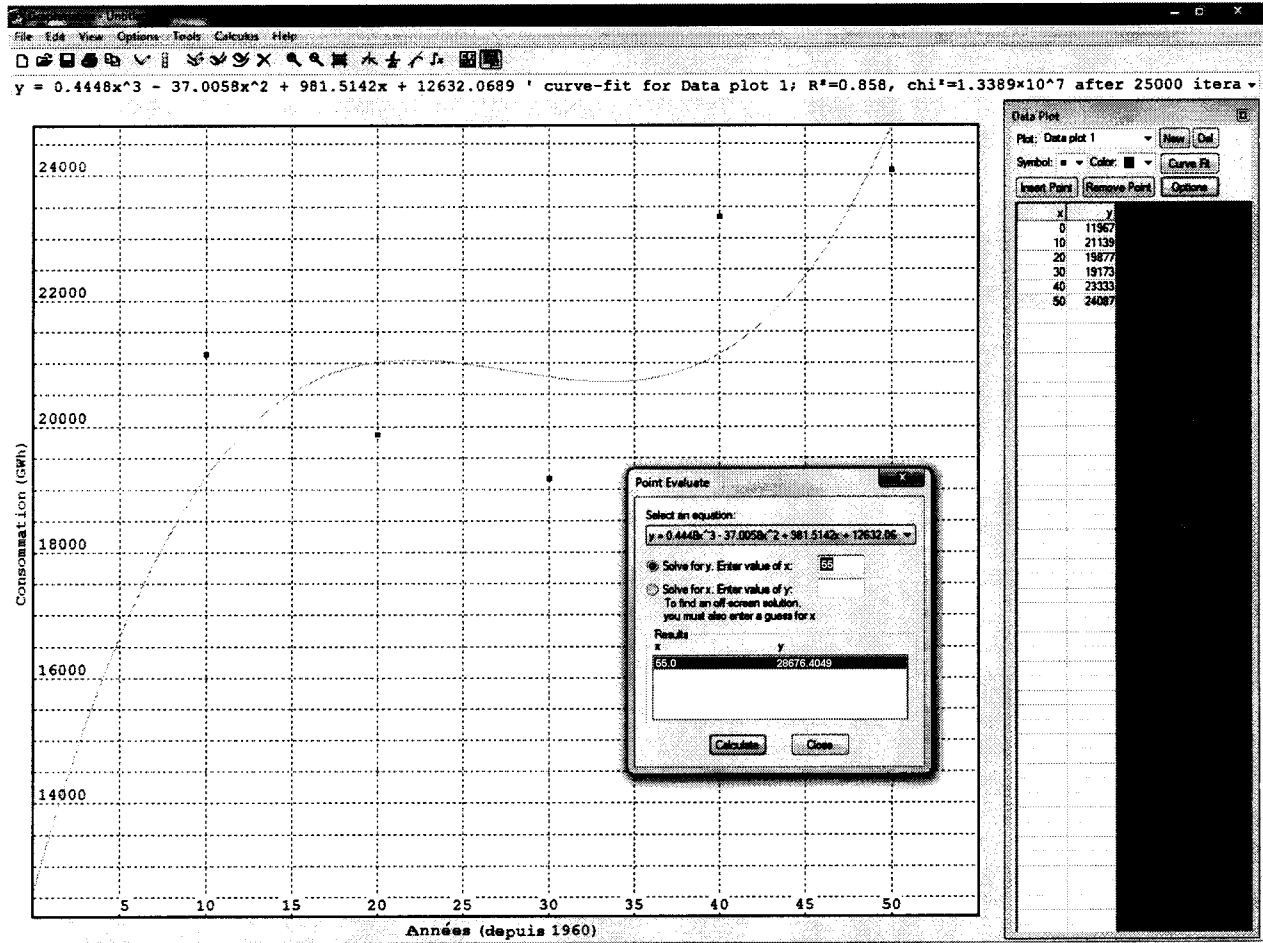 File Edit View Options Tools Calculus Help
y = 0.4448x^3 - 37.0058x^2 + 981.5142x + 12632.0689 ' curve-fit for Data plot 1; R²=0.858, chi²=1.3389×10^7 after 25000 itera
Data Plot
Plot: Data plot 1 New Del
Symbol: Color: Curve Fit
Insert Point Remove Point Options
x y
0 11967
10 21139
20 19877
30 19173
40 23333
50 24087
24000
22000
20000
18000
16000
14000
Consommation (GWh)
5 10 15 20 25 30 35 40 45 50
Années (depuis 1960)
Point Evaluate
Select an equation:
y = 0.4448x^3 - 37.0058x^2 + 981.5142x + 12632.06
Solve for y. Enter value of x: 55
Solve for x. Enter value of y:
To find an off-screen solution,
you must also enter a guess for x
Results
x y
55.0 28676.4049
Calculate Close